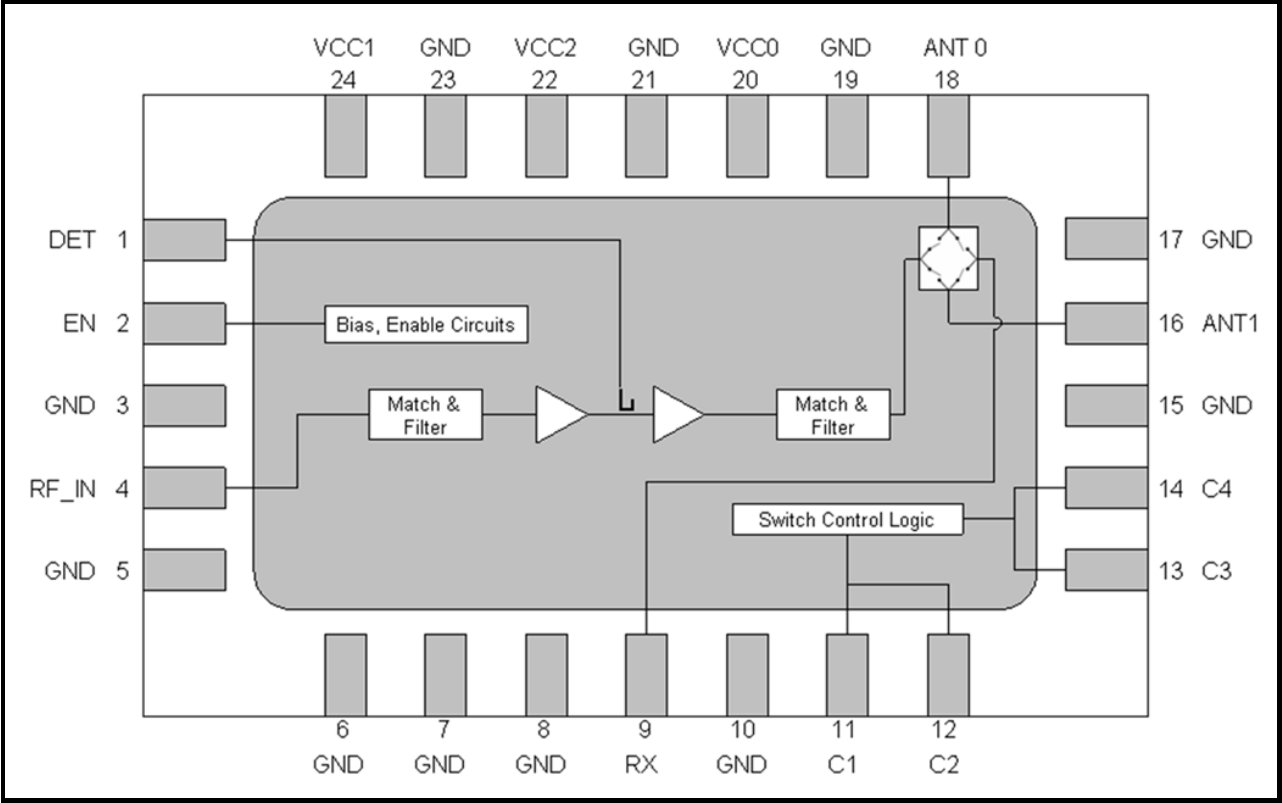 VCC1 GND VCC2 GND VCC0 GND ANT 0
24 23 22 21 20 19 18
DET 1
17 GND
EN 2
Bias, Enable Circuits
16 ANT1
GND 3
Match &
Filter
Match &
Filter
15 GND
RF_IN 4
14 C4
Switch Control Logic
GND 5
13 C3
6 7 8 9 10 11 12
GND GND GND RX GND C1 C2